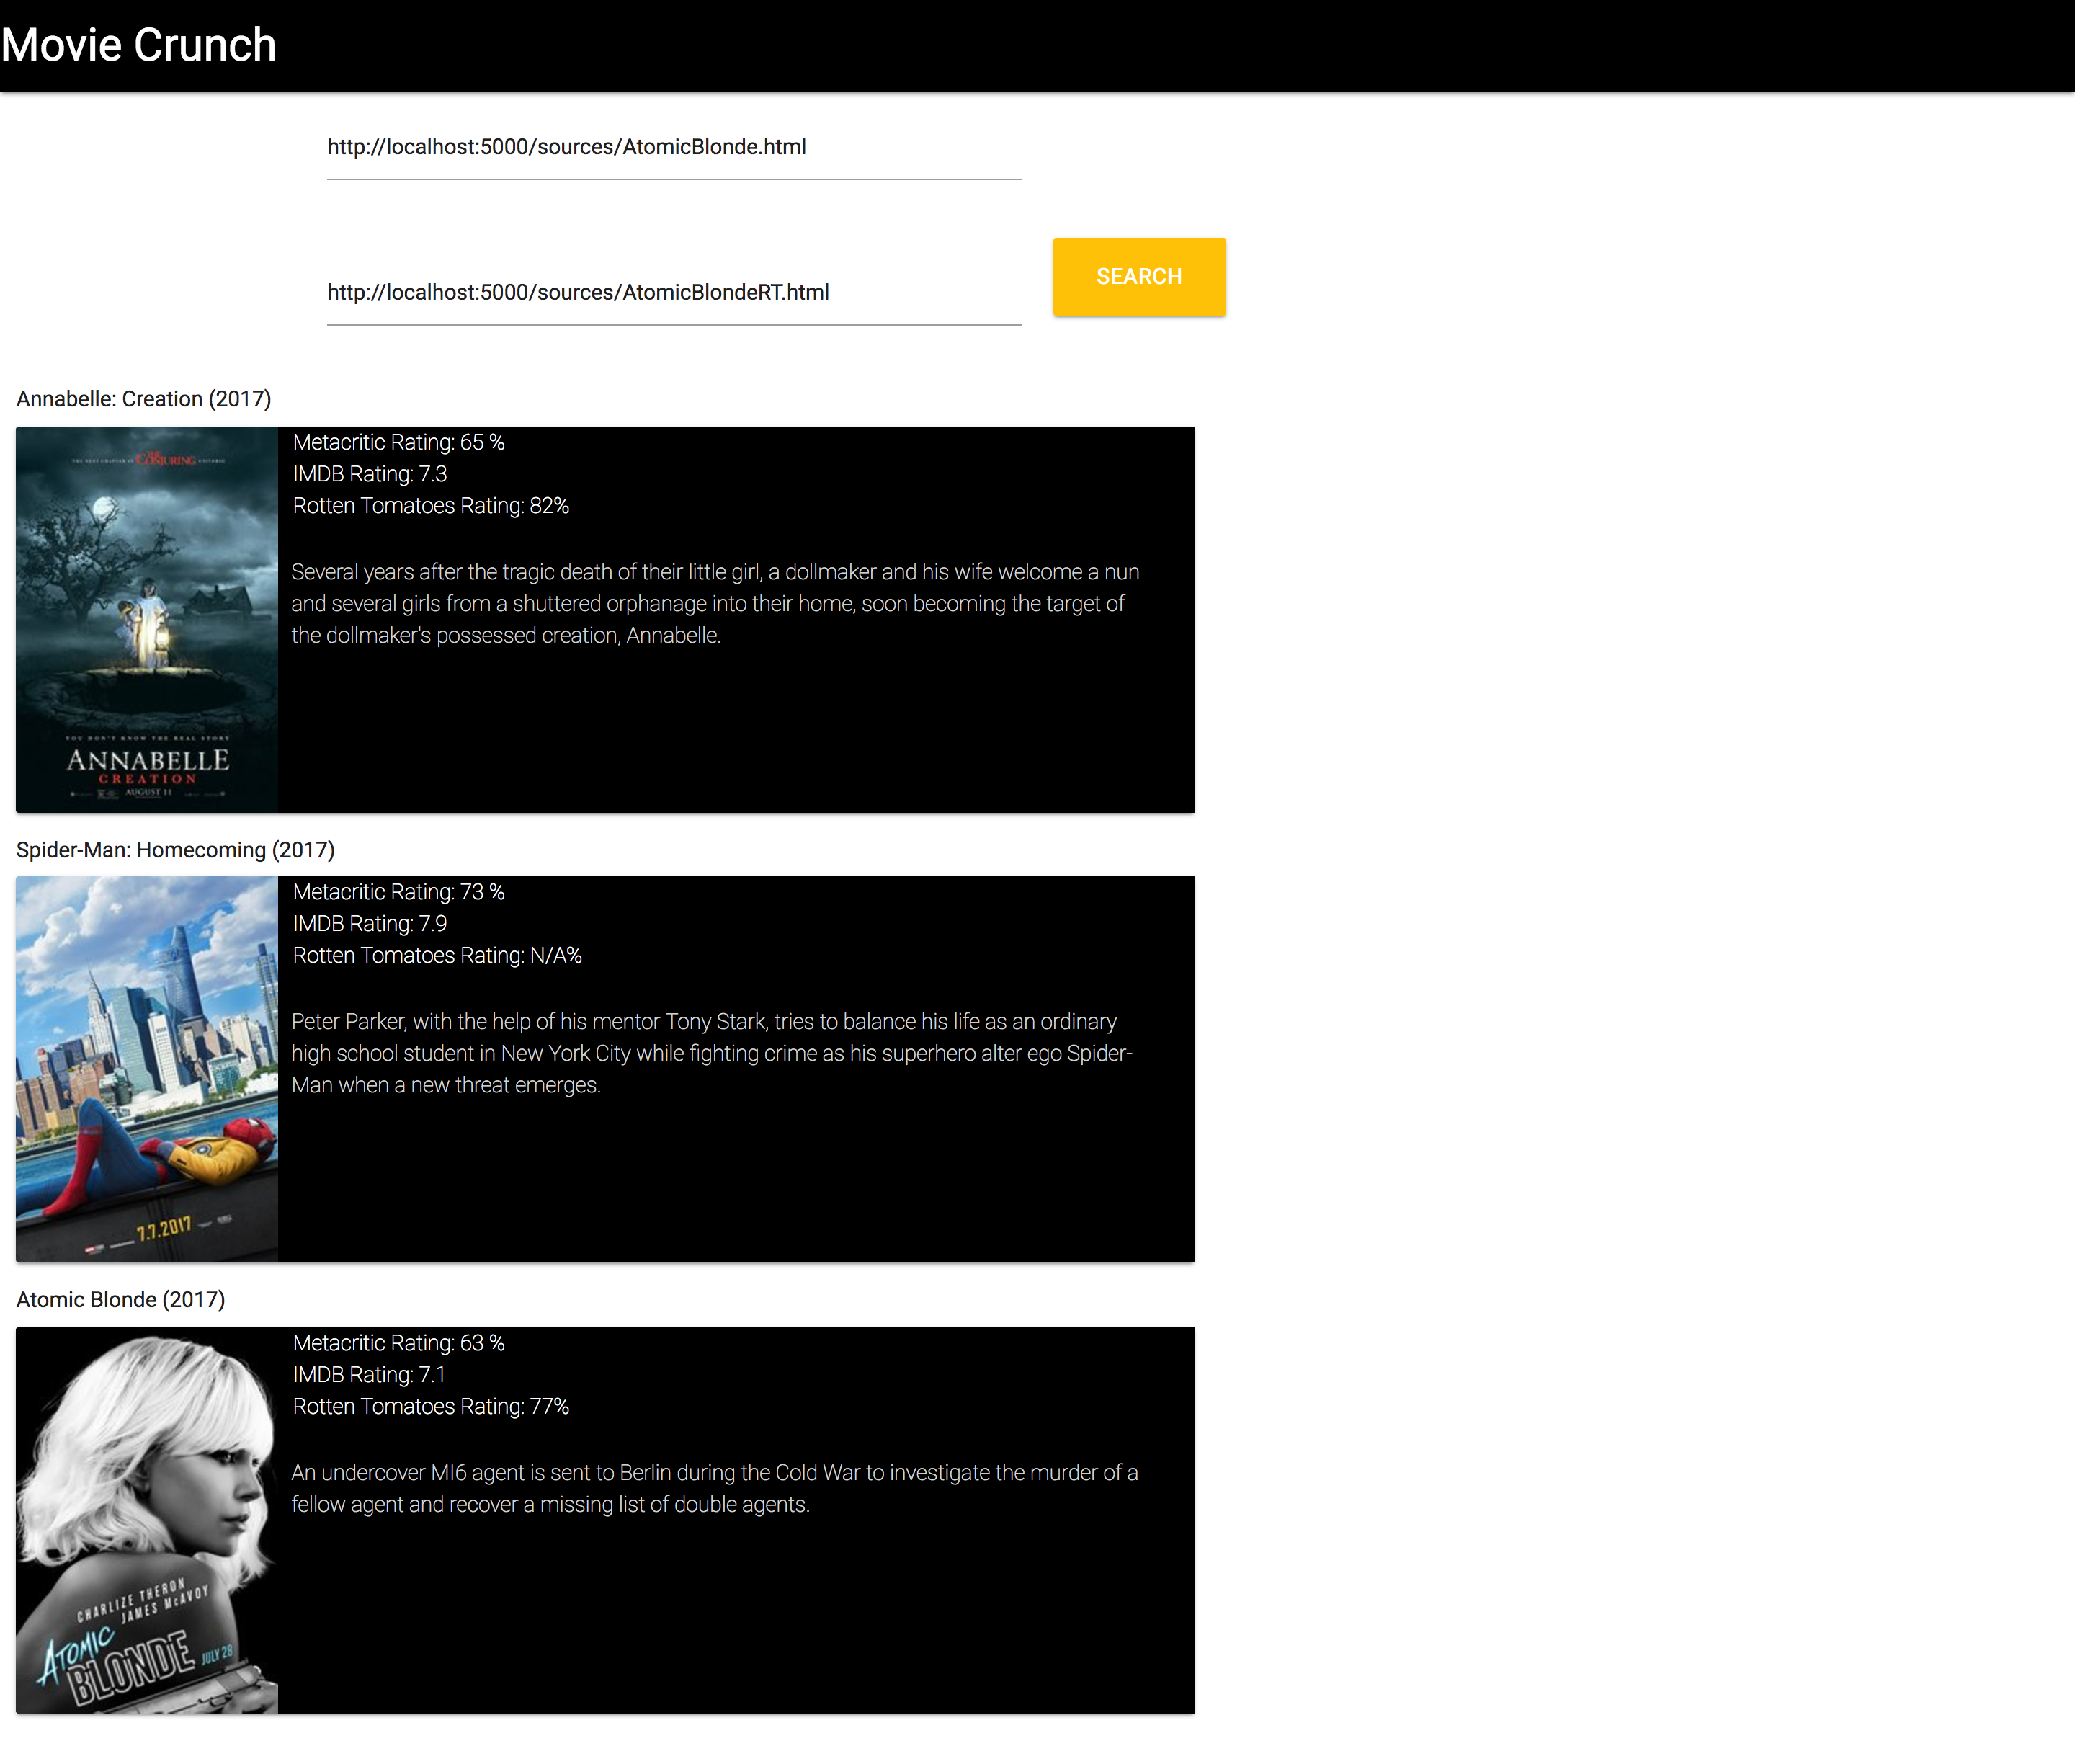 Movie Crunch
http://localhost:5000/sources/AtomicBlonde.html
http://localhost:5000/sources/AtomicBlondeRT.html
SEARCH
Annabelle: Creation (2017)
THE NEXT CHAPTER IN THE CONJURING UNIVERSE
YOU DON'T KNOW THE REAL STORY
ANNABELLE
CREATION
AUGUST 11
Metacritic Rating: 65 %
IMDB Rating: 7.3
Rotten Tomatoes Rating: 82%
Several years after the tragic death of their little girl, a dollmaker and his wife welcome a nun
and several girls from a shuttered orphanage into their home, soon becoming the target of
the dollmaker's possessed creation, Annabelle.
Spider-Man: Homecoming (2017)
7.7.2017
Metacritic Rating: 73 %
IMDB Rating: 7.9
Rotten Tomatoes Rating: N/A%
Peter Parker, with the help of his mentor Tony Stark, tries to balance his life as an ordinary
high school student in New York City while fighting crime as his superhero alter ego Spider-
Man when a new threat emerges.
Atomic Blonde (2017)
CHARLIZE THERON
JAMES McAVOY
ATOMIC
BLONDE JULY 28
Metacritic Rating: 63 %
IMDB Rating: 7.1
Rotten Tomatoes Rating: 77%
An undercover MI6 agent is sent to Berlin during the Cold War to investigate the murder of a
fellow agent and recover a missing list of double agents.